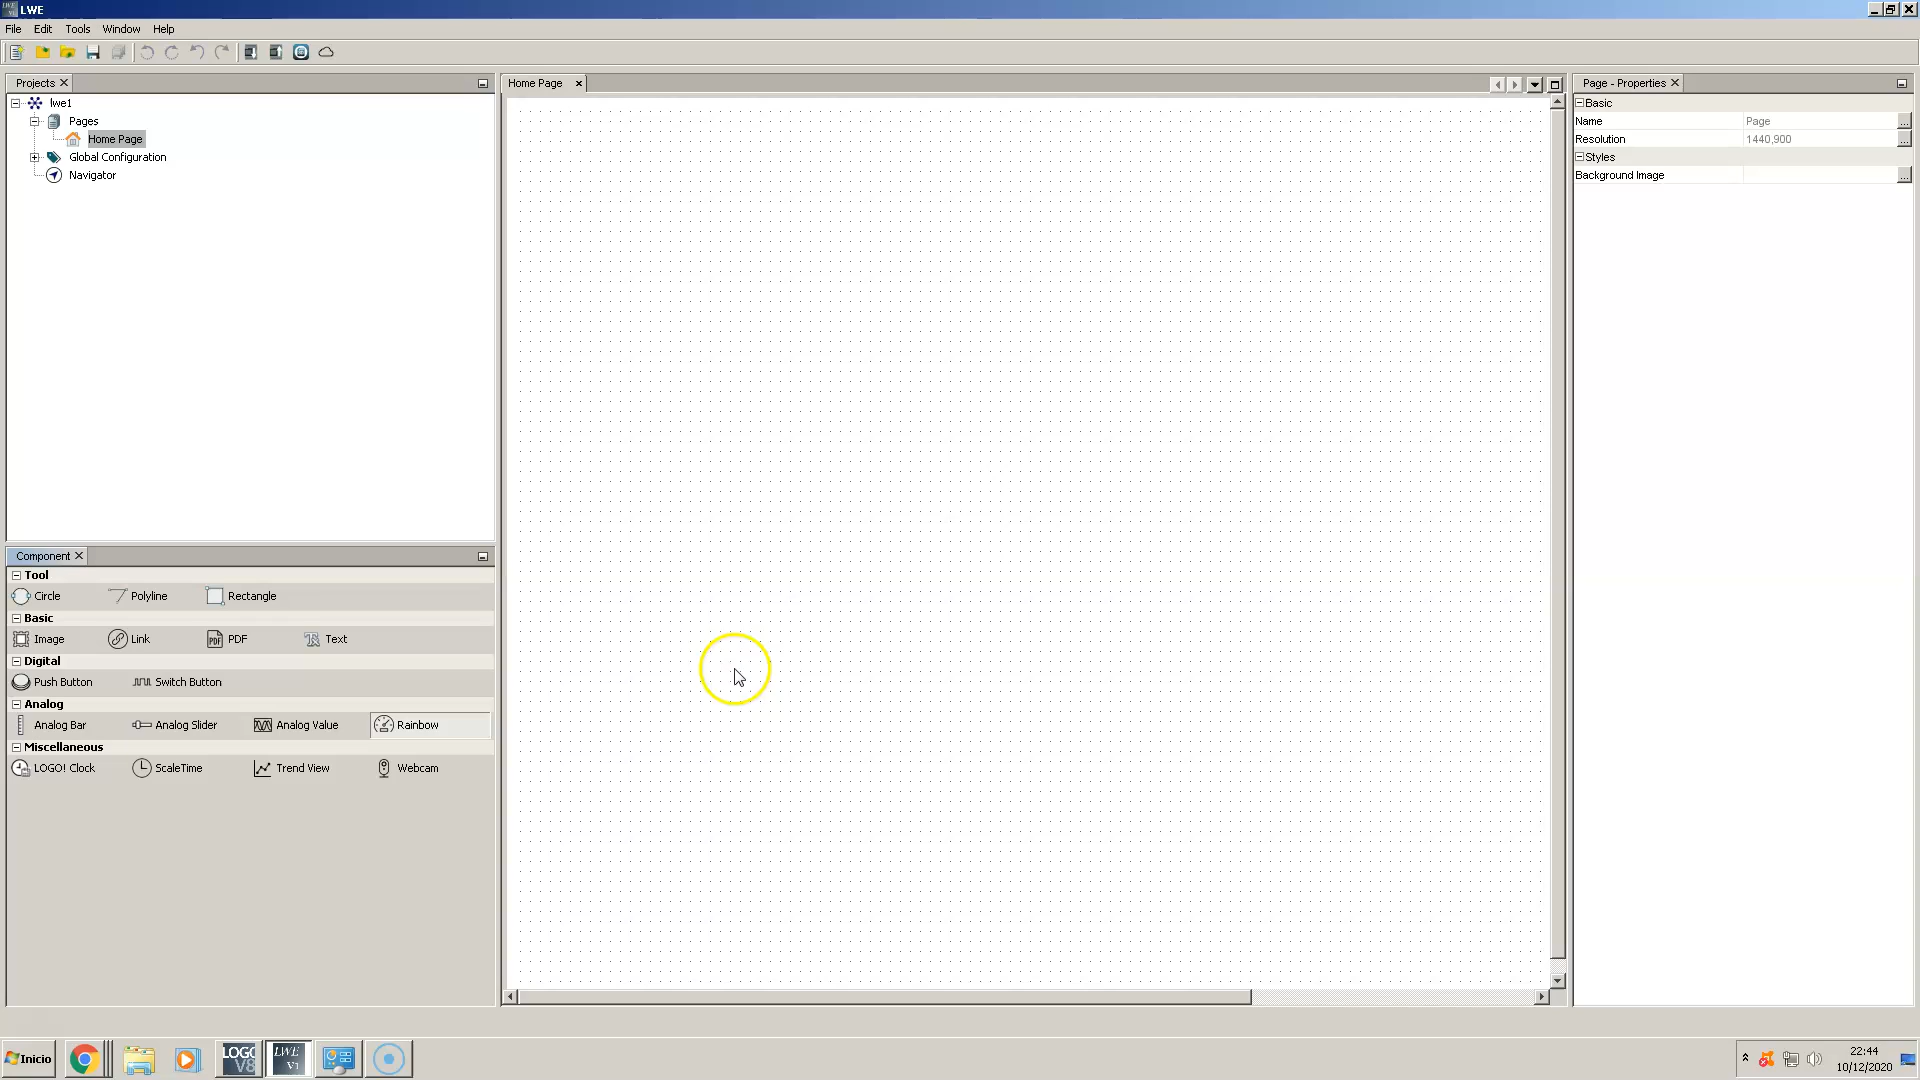 LWE
File Edit Tools Window Help
Projects
Home Page
Page - Properties
lwe1
Pages
Home Page
Global Configuration
Navigator
Basic
Name Page
Resolution 1440,900
Styles
Background Image
Component
Tool
Circle Polyline Rectangle
Basic
Image Link PDF Text
Digital
Push Button Switch Button
Analog
Analog Bar Analog Slider Analog Value Rainbow
Miscellaneous
LOGO! Clock ScaleTime Trend View Webcam
Inicio
LOGO
V8
LWE
V1
22:44
10/12/2020